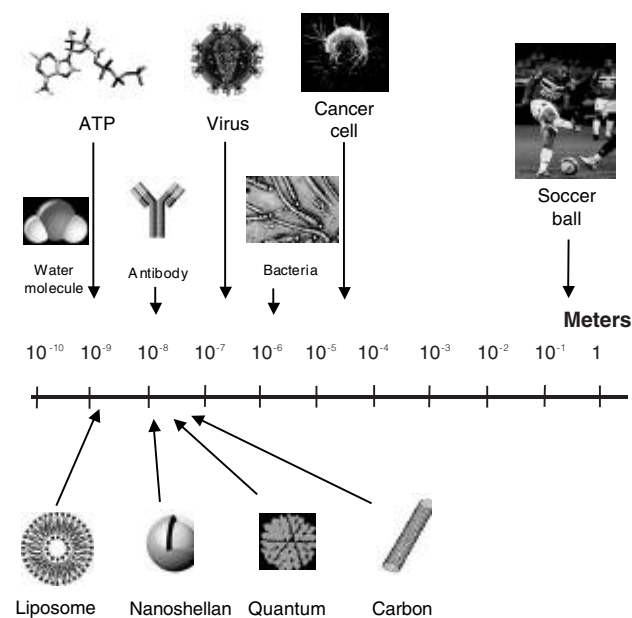 ATP
Virus
Cancer
cell
Soccer
ball
Water
molecule
Antibody
Bacteria
Meters
10⁻¹⁰ 10⁻⁹ 10⁻⁸ 10⁻⁷ 10⁻⁶ 10⁻⁵ 10⁻⁴ 10⁻³ 10⁻² 10⁻¹ 1
Liposome Nanoshellan Quantum Carbon